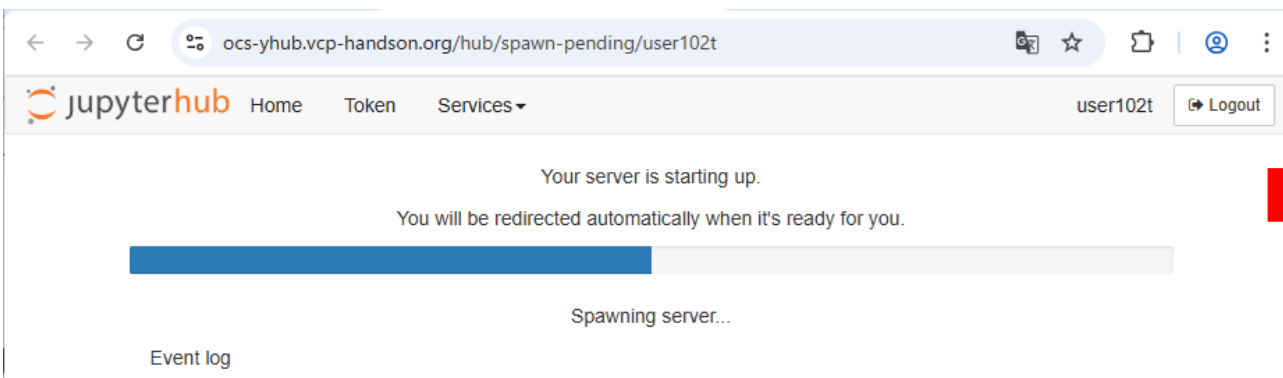 ocs-yhub.vcp-handson.org/hub/spawn-pending/user102t
jupyterhub Home Token Services user102t Logout
Your server is starting up.
You will be redirected automatically when it's ready for you.
Spawning server...
Event log